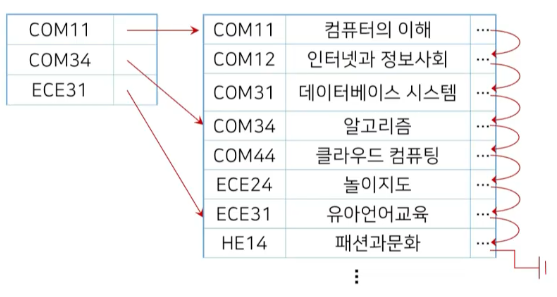 COM11
COM34
ECE31
COM11 컴퓨터의 이해 ...
COM12 인터넷과 정보사회 ...
COM31 데이터베이스 시스템 ...
COM34 알고리즘 ...
COM44 클라우드 컴퓨팅 ...
ECE24 놀이지도 ...
ECE31 유아언어교육 ...
HE14 패션과문화 ...
⋮